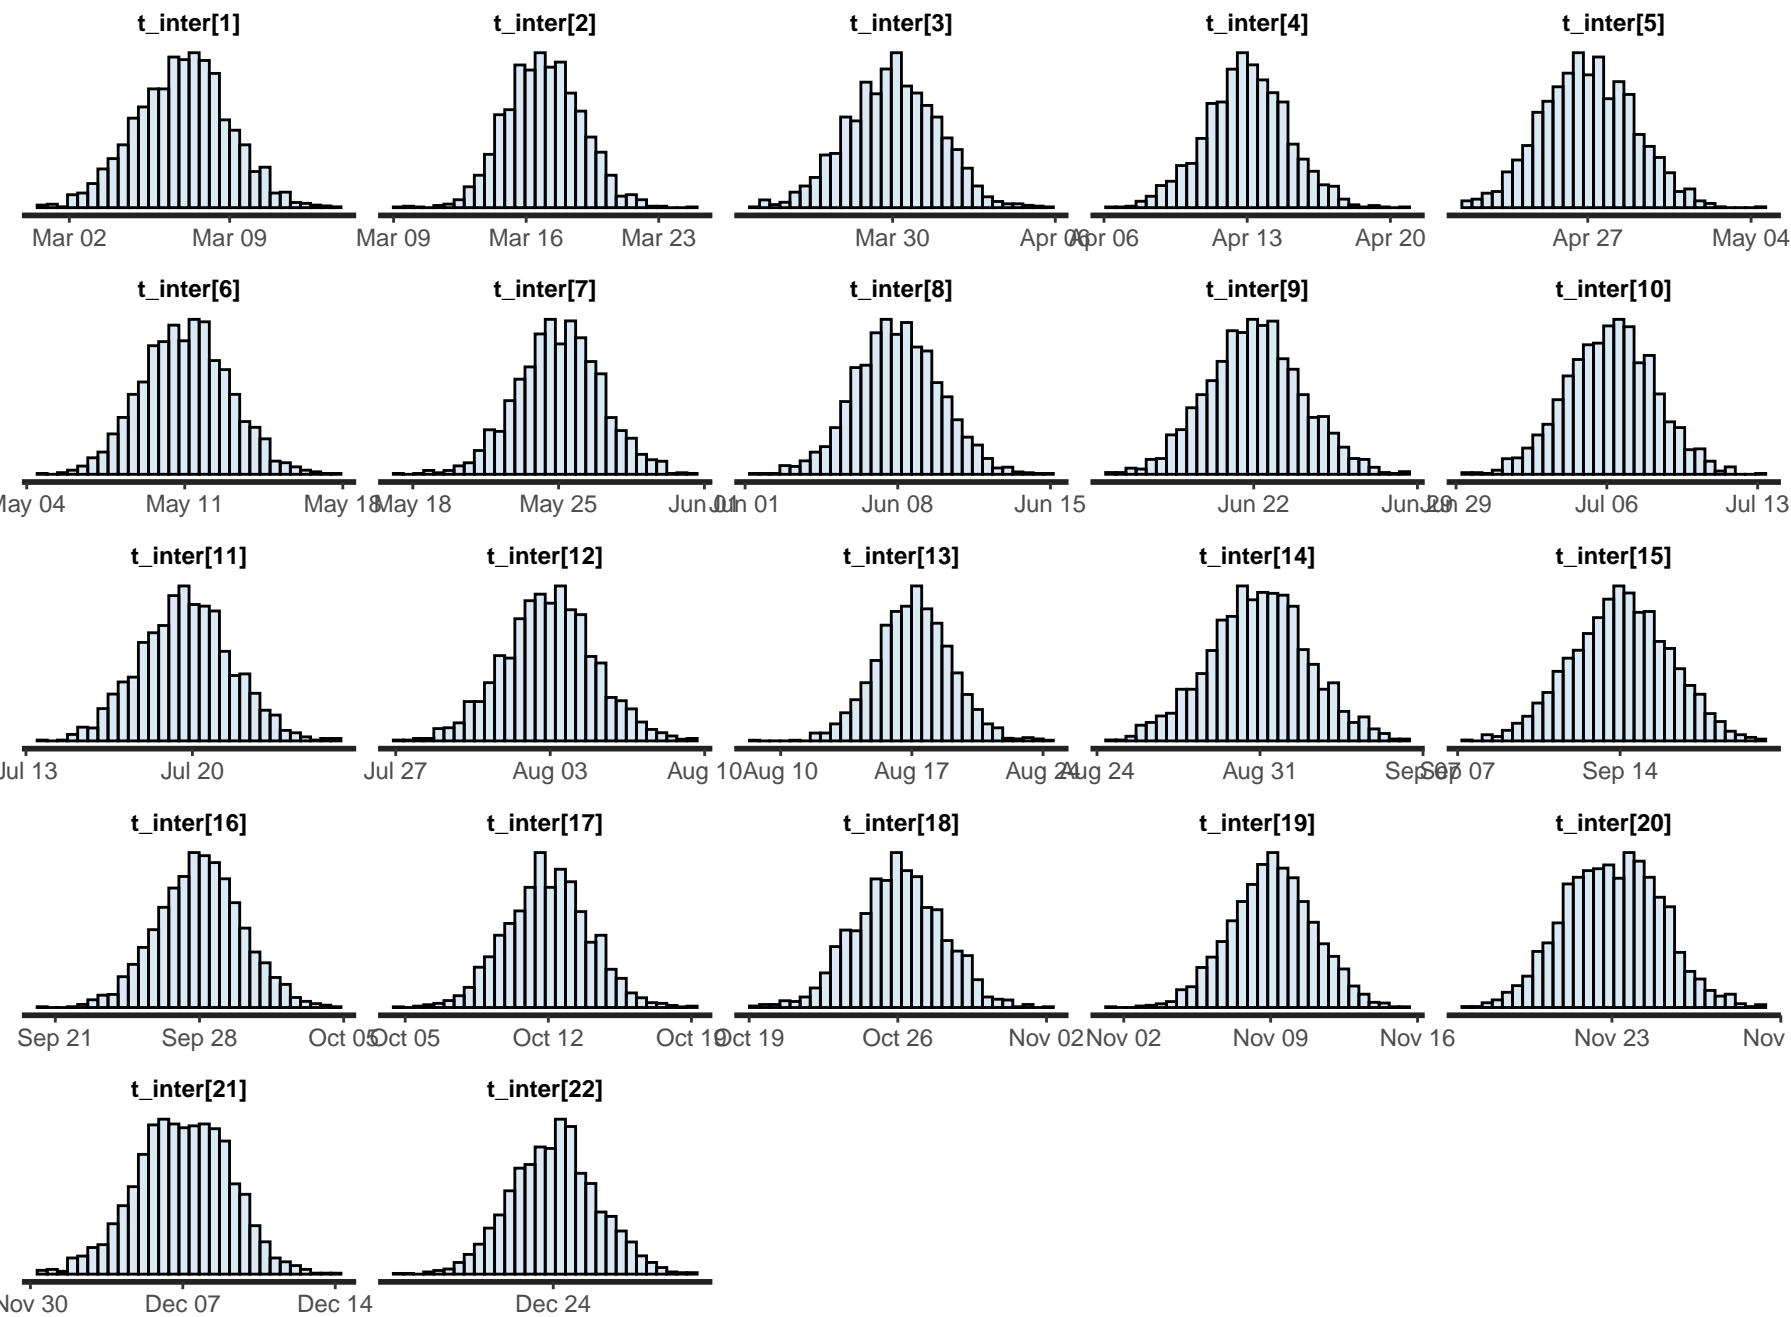 t_inter[1] t_inter[2] t_inter[3] t_inter[4] t_inter[5]
Mar 02 Mar 09 Mar 09 Mar 16 Mar 23 Mar 30 Apr 06 Apr 06 Apr 13 Apr 20 Apr 27 May 04
t_inter[6] t_inter[7] t_inter[8] t_inter[9] t_inter[10]
May 04 May 11 May 18 May 18 May 25 Jun 01 Jun 01 Jun 08 Jun 15 Jun 22 Jun 29 Jun 29 Jul 06 Jul 13
t_inter[11] t_inter[12] t_inter[13] t_inter[14] t_inter[15]
Jul 13 Jul 20 Jul 27 Aug 03 Aug 10 Aug 10 Aug 17 Aug 24 Aug 24 Aug 31 Sep 07 Sep 07 Sep 14
t_inter[16] t_inter[17] t_inter[18] t_inter[19] t_inter[20]
Sep 21 Sep 28 Oct 05 Oct 05 Oct 12 Oct 19 Oct 19 Oct 26 Nov 02 Nov 02 Nov 09 Nov 16 Nov 23 Nov
t_inter[21] t_inter[22]
Nov 30 Dec 07 Dec 14 Dec 24